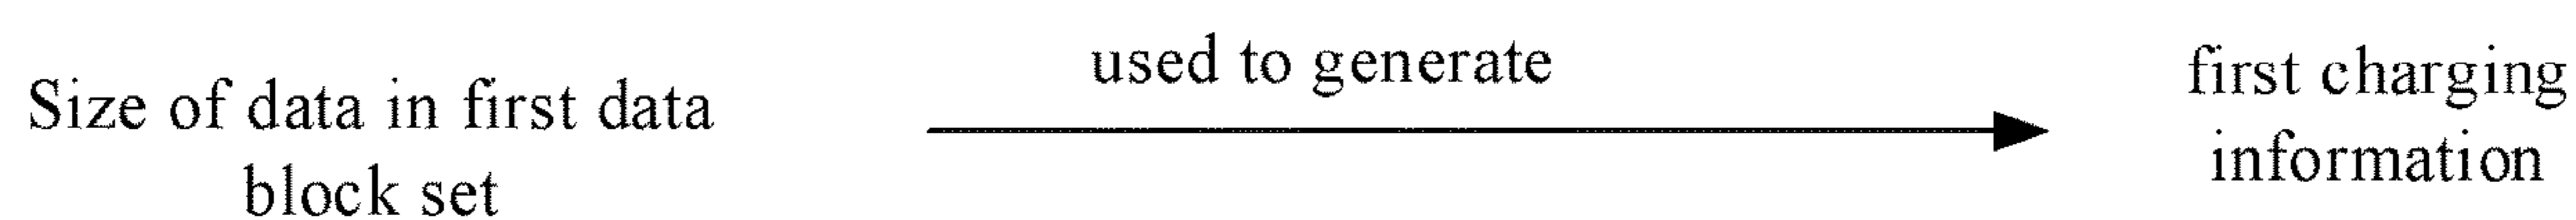 Size of data in first data
block set
used to generate
first charging
information